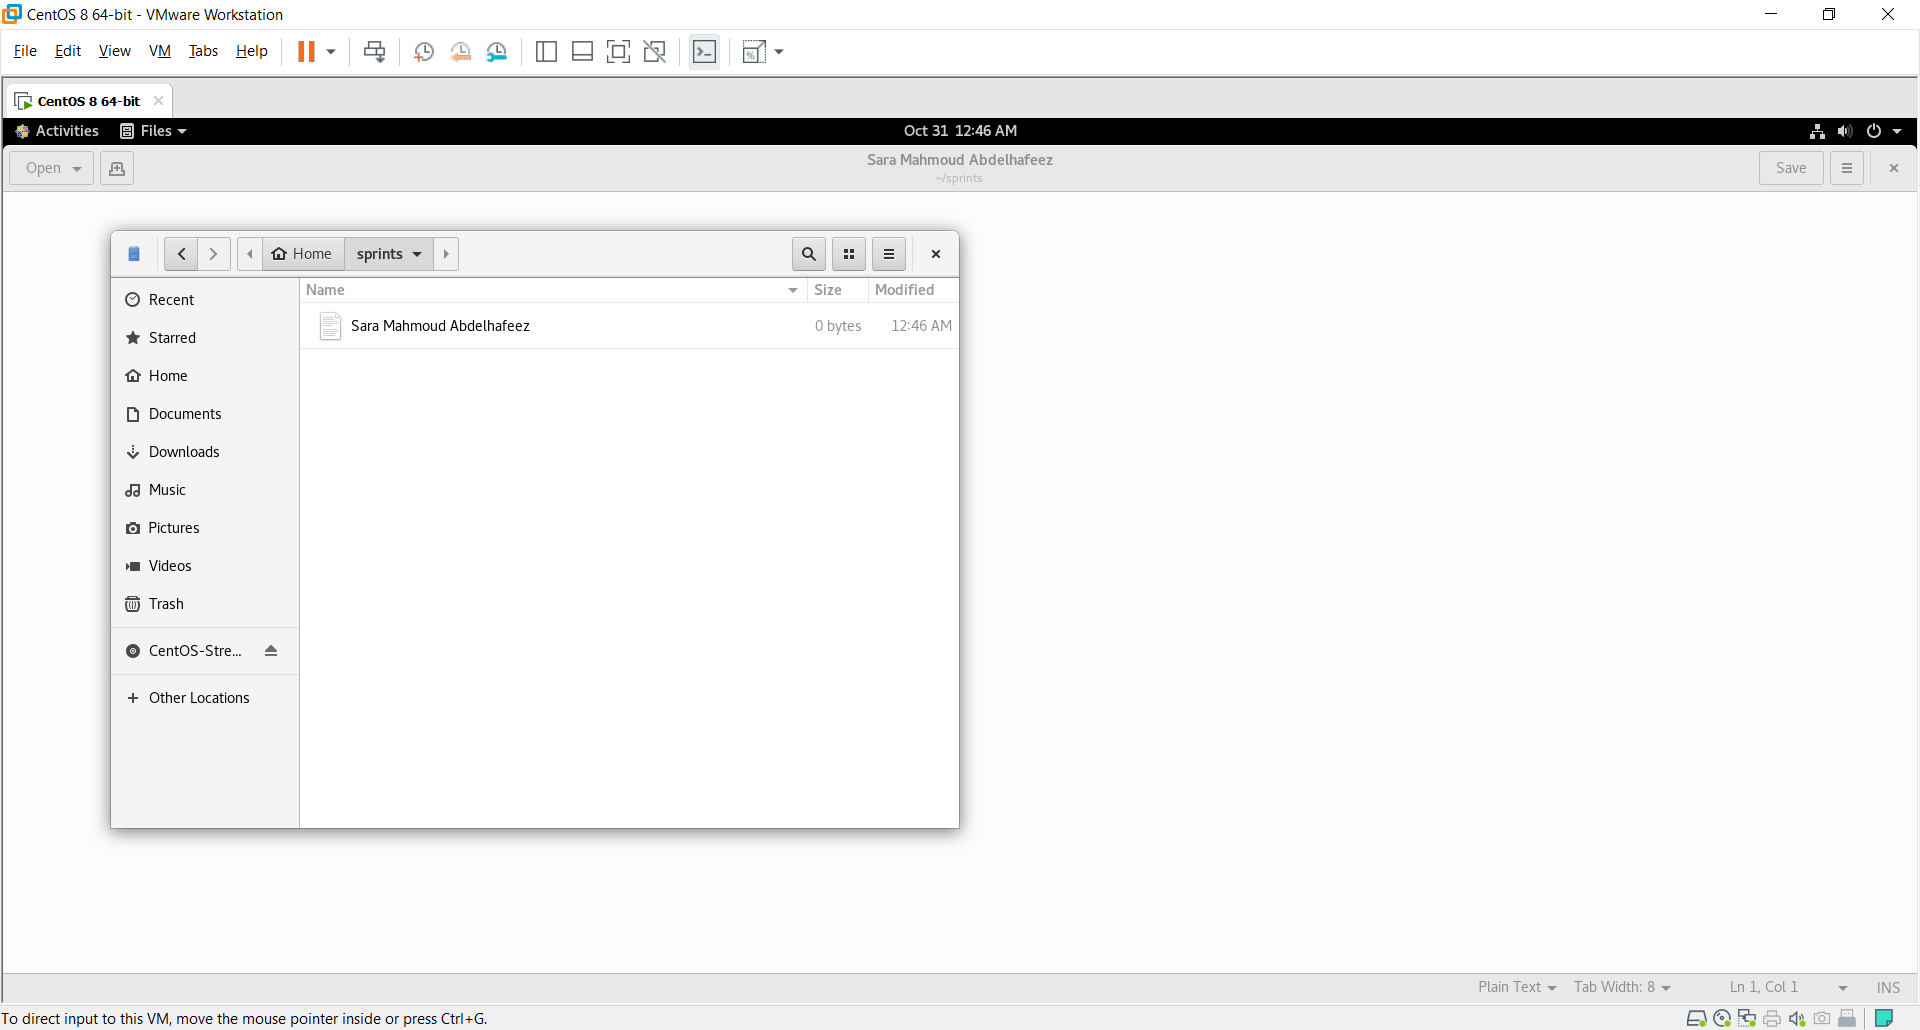 CentOS 8 64-bit - VMware Workstation
File Edit View VM Tabs Help
CentOS 8 64-bit
Activities Files Oct 31 12:46 AM
Open Sara Mahmoud Abdelhafeez Save
~/sprints
Home sprints
Name Size Modified
Sara Mahmoud Abdelhafeez 0 bytes 12:46 AM
Recent
Starred
Home
Documents
Downloads
Music
Pictures
Videos
Trash
CentOS-Stre...
Other Locations
Plain Text Tab Width: 8 Ln 1, Col 1 INS
To direct input to this VM, move the mouse pointer inside or press Ctrl+G.